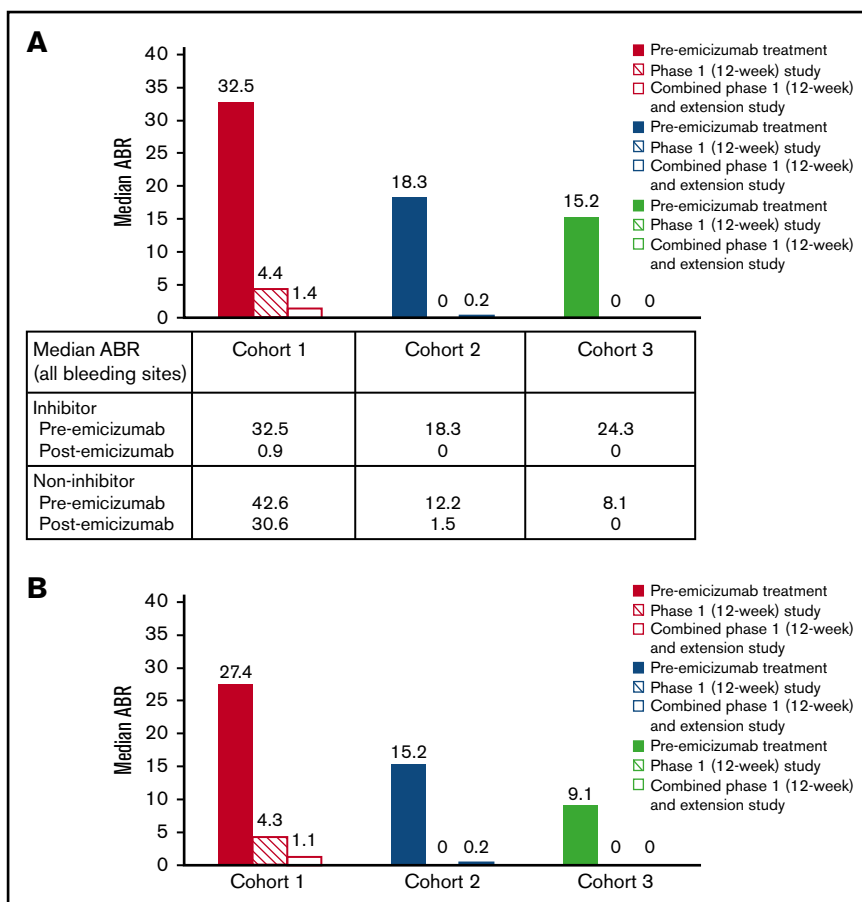 A
Median ABR
40
35
30
25
20
15
10
5
0
32.5
4.4
1.4
18.3
0
0.2
15.2
0
0
Pre-emicizumab treatment
Phase 1 (12-week) study
Combined phase 1 (12-week)
and extension study
Pre-emicizumab treatment
Phase 1 (12-week) study
Combined phase 1 (12-week)
and extension study
Pre-emicizumab treatment
Phase 1 (12-week) study
Combined phase 1 (12-week)
and extension study
Median ABR
(all bleeding sites)
Cohort 1
Cohort 2
Cohort 3
Inhibitor
Pre-emicizumab 32.5 18.3 24.3
Post-emicizumab 0.9 0 0
Non-inhibitor
Pre-emicizumab 42.6 12.2 8.1
Post-emicizumab 30.6 1.5 0
B
Median ABR
40
35
30
25
20
15
10
5
0
27.4
4.3
1.1
15.2
0
0.2
9.1
0
0
Cohort 1
Cohort 2
Cohort 3
Pre-emicizumab treatment
Phase 1 (12-week) study
Combined phase 1 (12-week)
and extension study
Pre-emicizumab treatment
Phase 1 (12-week) study
Combined phase 1 (12-week)
and extension study
Pre-emicizumab treatment
Phase 1 (12-week) study
Combined phase 1 (12-week)
and extension study